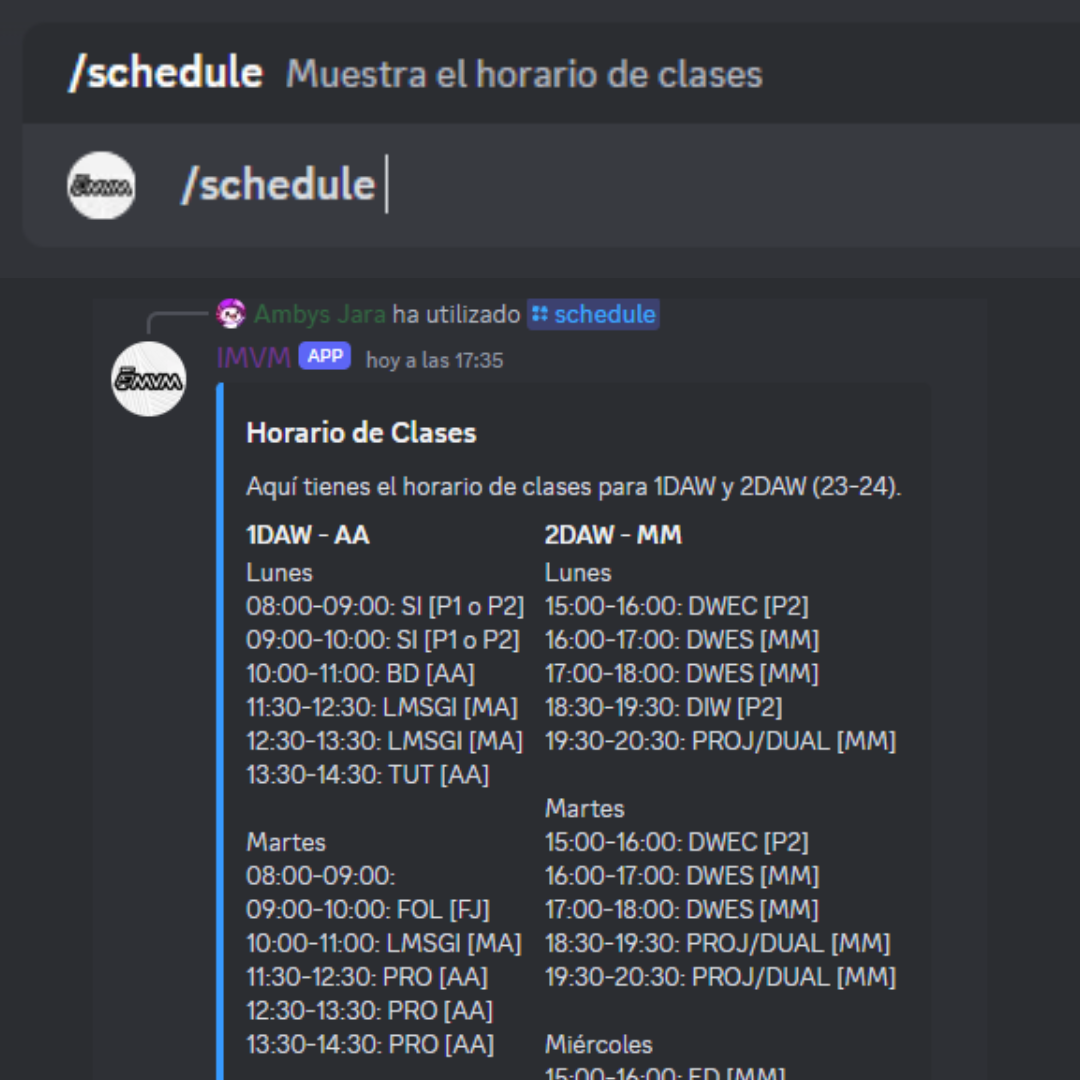 /schedule Muestra el horario de clases
/schedule
Ambys Jara ha utilizado schedule
IMVM APP hoy a las 17:35
Horario de Clases
Aquí tienes el horario de clases para 1DAW y 2DAW (23-24).
1DAW - AA
Lunes
08:00-09:00: SI [P1 o P2]
09:00-10:00: SI [P1 o P2]
10:00-11:00: BD [AA]
11:30-12:30: LMSGI [MA]
12:30-13:30: LMSGI [MA]
13:30-14:30: TUT [AA]
Martes
08:00-09:00:
09:00-10:00: FOL [FJ]
10:00-11:00: LMSGI [MA]
11:30-12:30: PRO [AA]
12:30-13:30: PRO [AA]
13:30-14:30: PRO [AA]
2DAW - MM
Lunes
15:00-16:00: DWEC [P2]
16:00-17:00: DWES [MM]
17:00-18:00: DWES [MM]
18:30-19:30: DIW [P2]
19:30-20:30: PROJ/DUAL [MM]
Martes
15:00-16:00: DWEC [P2]
16:00-17:00: DWES [MM]
17:00-18:00: DWES [MM]
18:30-19:30: PROJ/DUAL [MM]
19:30-20:30: PROJ/DUAL [MM]
Miércoles
15:00-16:00: ED [MM]